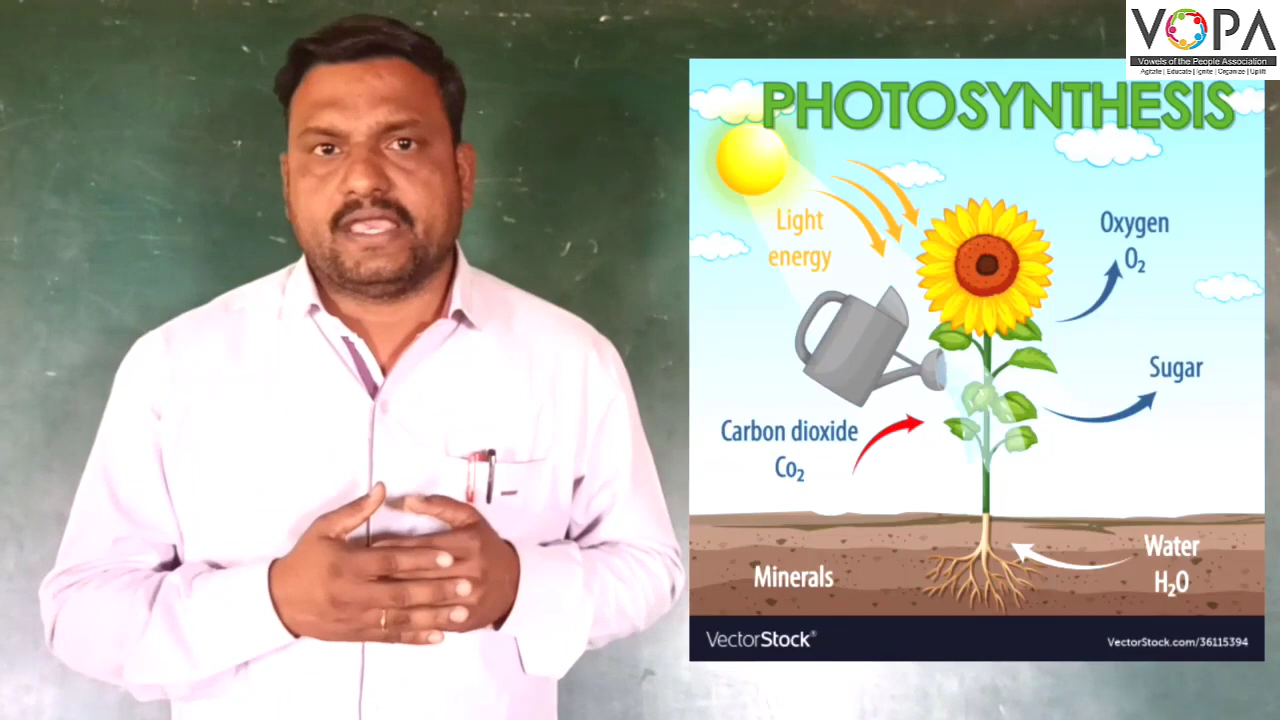 VOPA
Vowels of the People Association
Agitate | Educate | Ignite | Organize | Uplift
PHOTOSYNTHESIS
Light
energy
Oxygen
O₂
Sugar
Carbon dioxide
Co₂
Water
H₂O
Minerals
VectorStock®
VectorStock.com/36115394